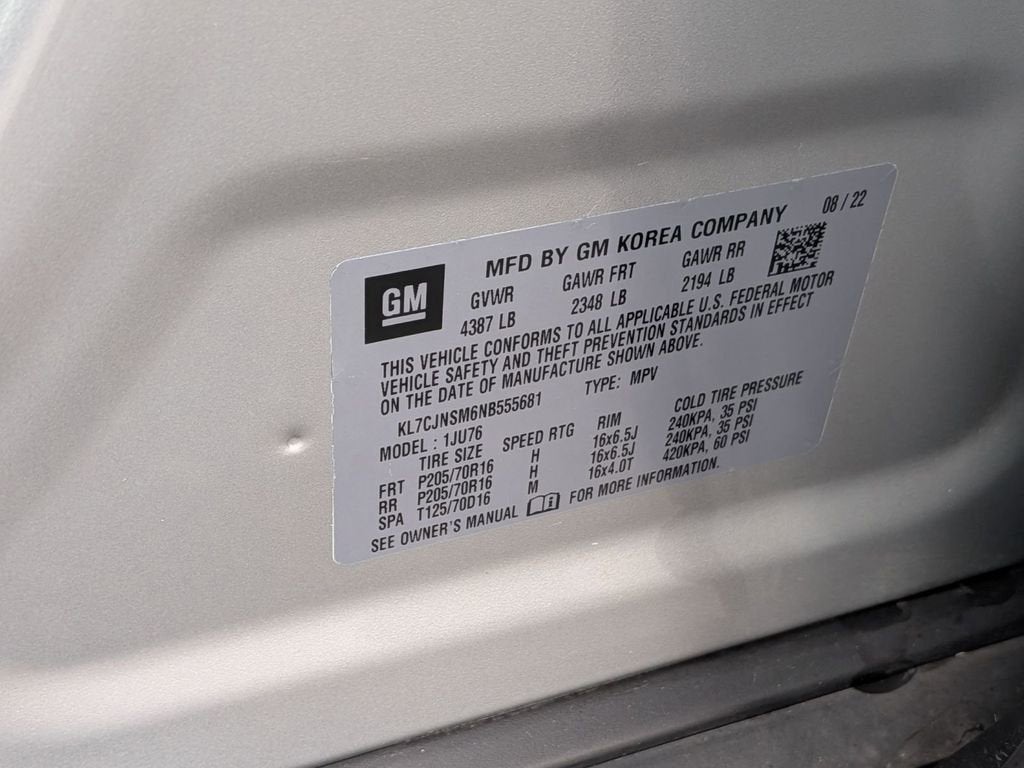 MFD BY GM KOREA COMPANY 08 / 22
GM
GVWR GAWR FRT GAWR RR
4387 LB 2348 LB 2194 LB
THIS VEHICLE CONFORMS TO ALL APPLICABLE U.S. FEDERAL MOTOR
VEHICLE SAFETY AND THEFT PREVENTION STANDARDS IN EFFECT
ON THE DATE OF MANUFACTURE SHOWN ABOVE.
KL7CJNSM6NB555681 TYPE: MPV
MODEL : 1JU76
TIRE SIZE SPEED RTG RIM COLD TIRE PRESSURE
FRT P205/70R16 H 16x6.5J 240KPA, 35 PSI
RR P205/70R16 H 16x6.5J 240KPA, 35 PSI
SPA T125/70D16 M 16x4.0T 420KPA, 60 PSI
SEE OWNER'S MANUAL i FOR MORE INFORMATION.